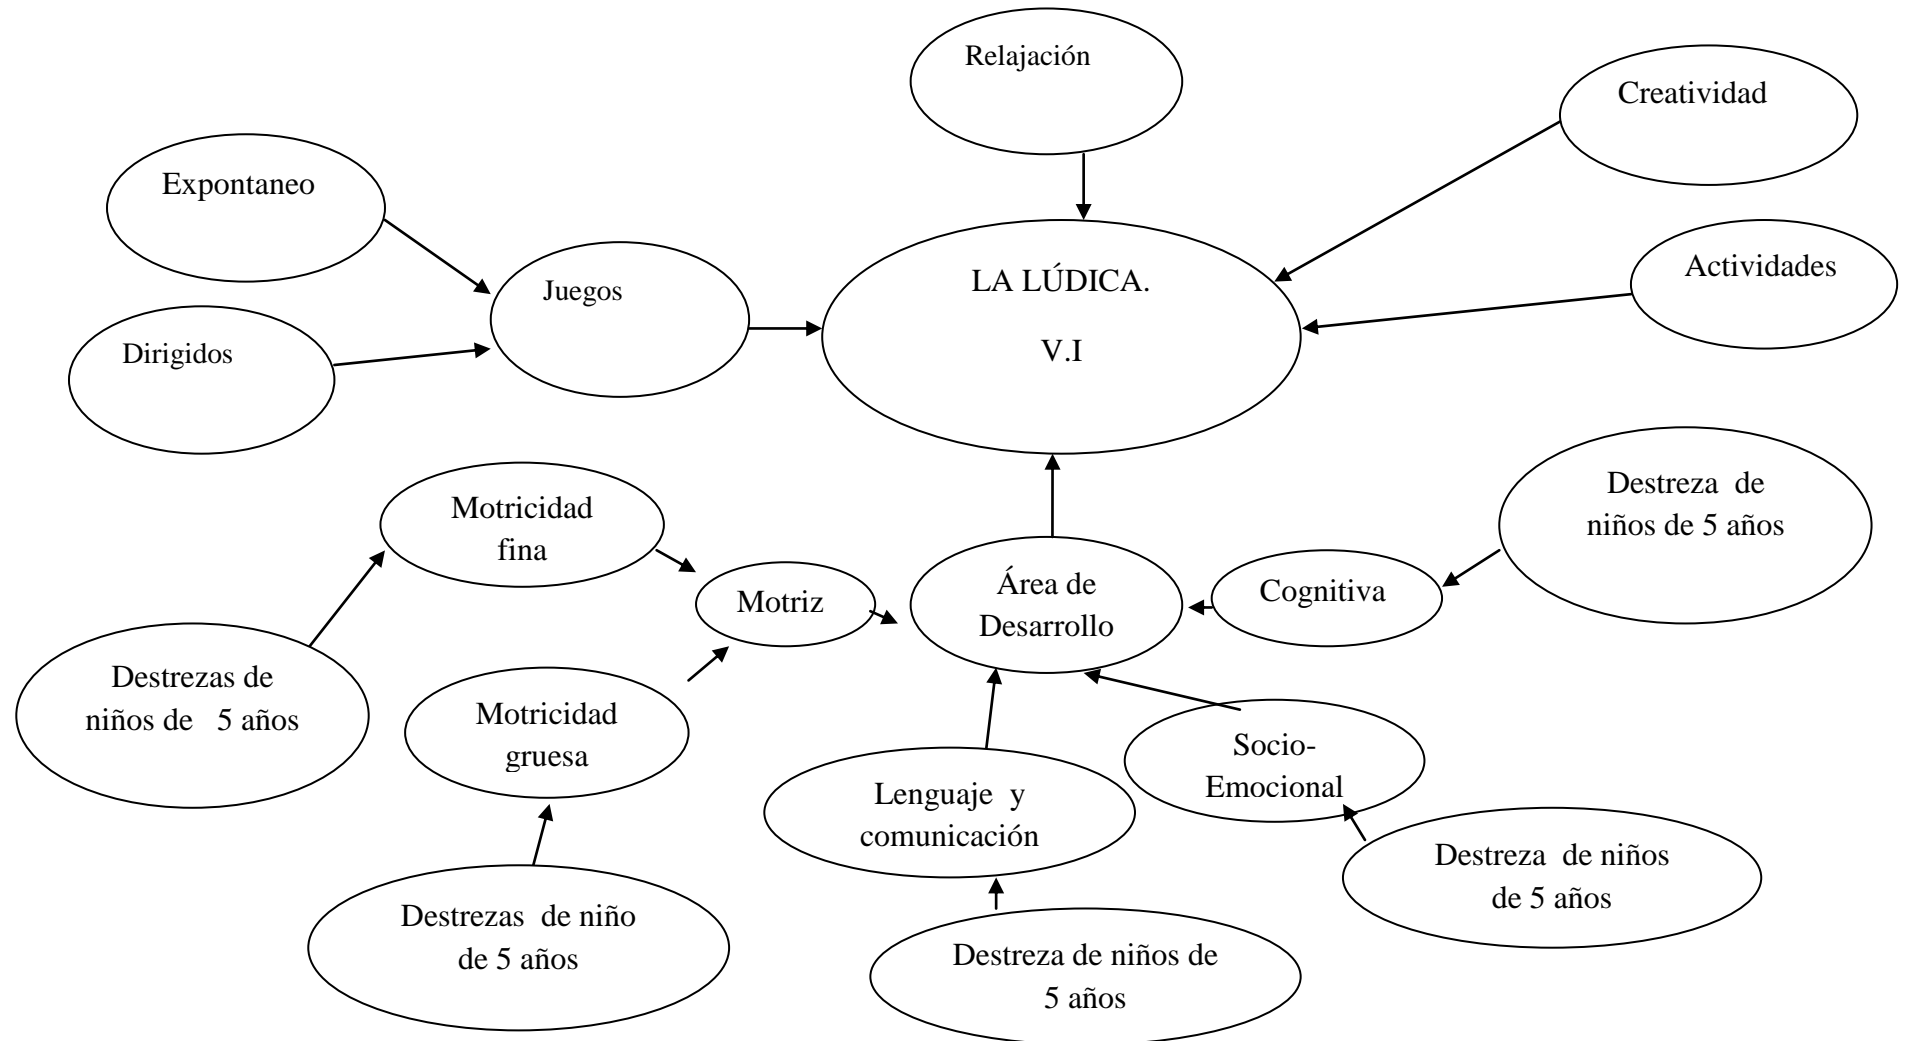 Relajación
Creatividad
Expontaneo
Actividades
Juegos
LA LÚDICA.
V.I
Dirigidos
Destreza de
niños de 5 años
Motricidad
fina
Área de
Desarrollo
Cognitiva
Motriz
Destrezas de
niños de 5 años
Motricidad
gruesa
Socio-
Emocional
Lenguaje y
comunicación
Destreza de niños
de 5 años
Destrezas de niño
de 5 años
Destreza de niños de
5 años